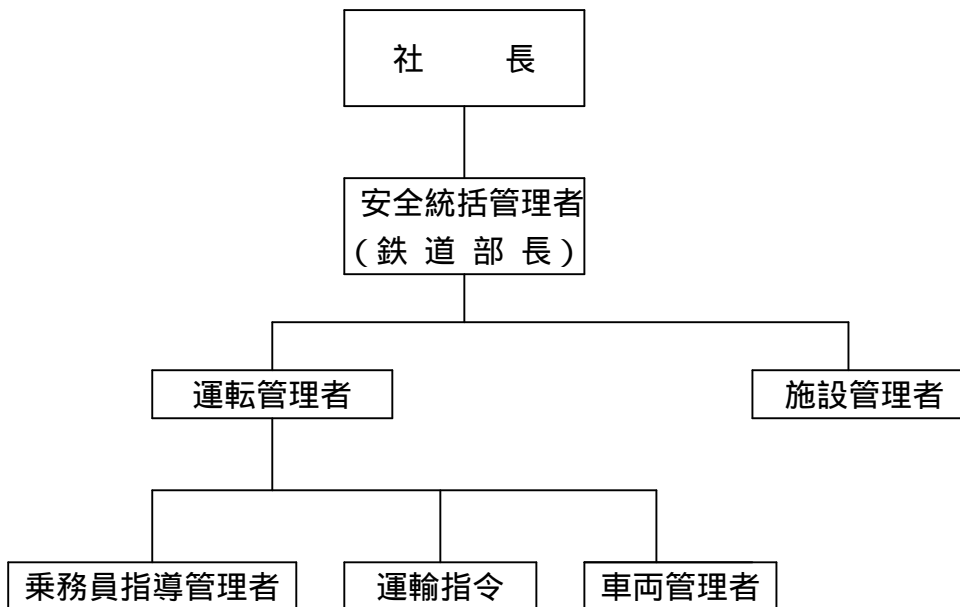 社　　長
安全統括管理者
(鉄 道 部 長)
運転管理者
施設管理者
乗務員指導管理者
運輸指令
車両管理者